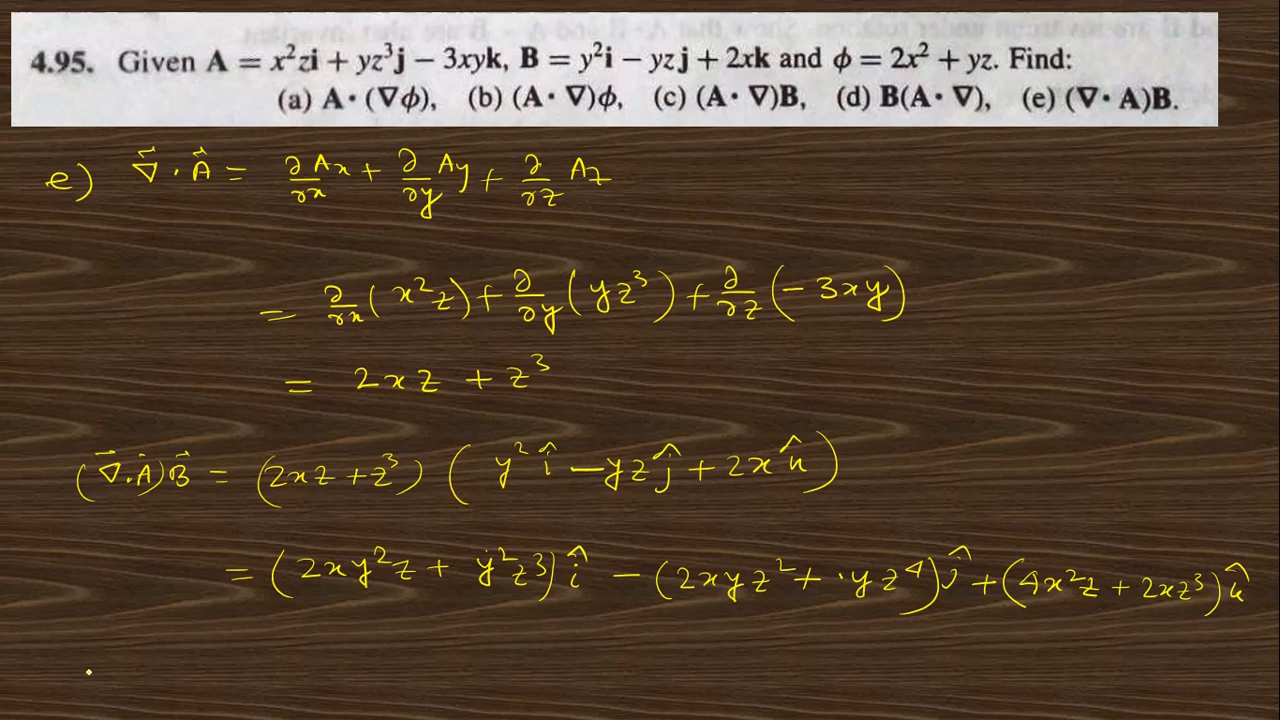 4.95. Given A = x²zi + yz³j − 3xyk, B = y²i − yzj + 2xk and ϕ = 2x² + yz. Find:
(a) A · (∇ϕ), (b) (A · ∇)ϕ, (c) (A · ∇)B, (d) B(A · ∇), (e) (∇ · A)B.
e) ∇⃗ · A⃗ = ∂/∂x Ax + ∂/∂y Ay + ∂/∂z Az
= ∂/∂x (x²z) + ∂/∂y (yz³) + ∂/∂z (−3xy)
= 2xz + z³
(∇⃗.A⃗)B⃗ = (2xz + z³) (y² î − yz ĵ + 2x k̂)
= (2xy²z + y²z³) î − (2xyz² + yz⁴) ĵ + (4x²z + 2xz³) k̂